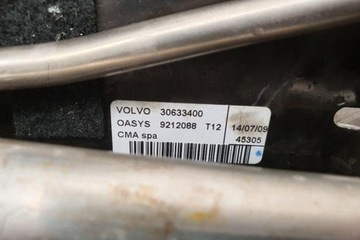 VOLVO 30633400
OASYS 9212088 T12 14/07/09
CMA spa 45305